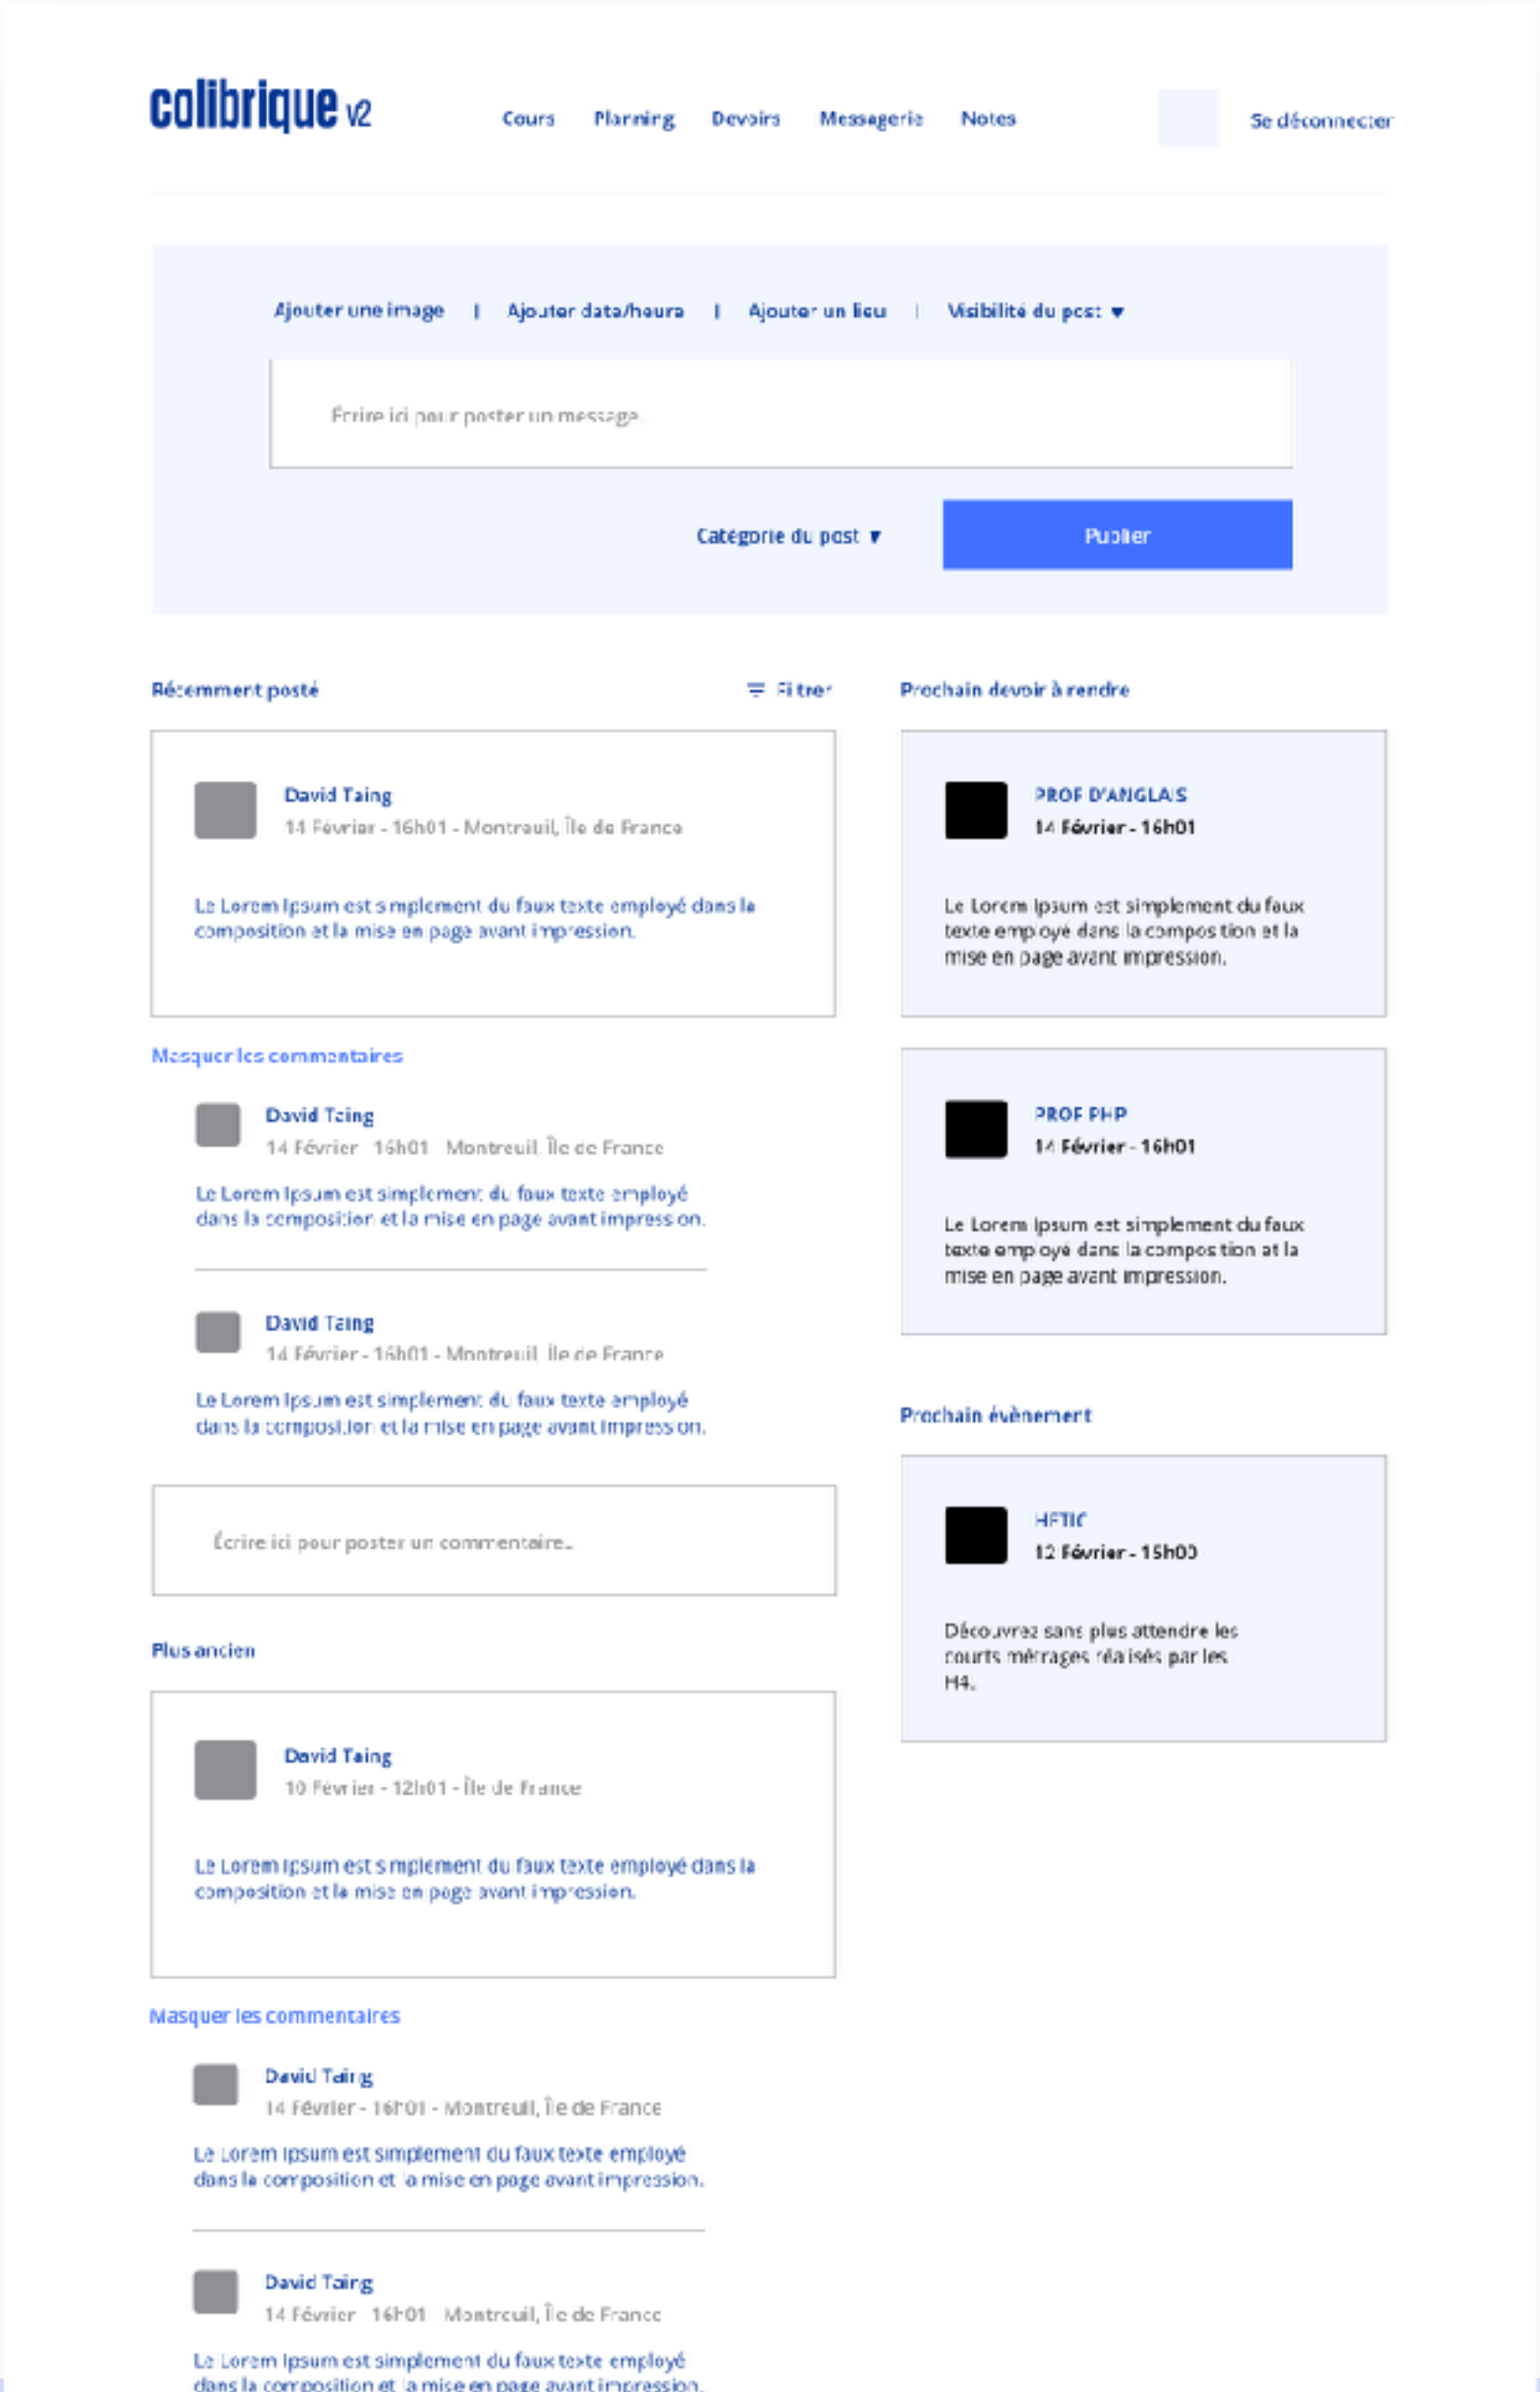 colibrique v2
Cours Planning Devoirs Messagerie Notes
Se déconnecter
Ajouter une image | Ajouter date/heure | Ajouter un lieu | Visibilité du post ▼
Écrire ici pour poster un message...
Catégorie du post ▼
Publier
Récemment posté
Filtrer
David Taing
14 Février - 16h01 - Montreuil, Île de France
Le Lorem Ipsum est simplement du faux texte employé dans la
composition et la mise en page avant impression.
Masquer les commentaires
David Taing
14 Février - 16h01 - Montreuil, Île de France
Le Lorem Ipsum est simplement du faux texte employé
dans la composition et la mise en page avant impression.
David Taing
14 Février - 16h01 - Montreuil, Île de France
Le Lorem Ipsum est simplement du faux texte employé
dans la composition et la mise en page avant impression.
Écrire ici pour poster un commentaire...
Plus ancien
David Taing
10 Février - 12h01 - Île de France
Le Lorem Ipsum est simplement du faux texte employé dans la
composition et la mise en page avant impression.
Masquer les commentaires
David Taing
14 Février - 16h01 - Montreuil, Île de France
Le Lorem Ipsum est simplement du faux texte employé
dans la composition et la mise en page avant impression.
David Taing
14 Février - 16h01 - Montreuil, Île de France
Le Lorem Ipsum est simplement du faux texte employé
dans la composition et la mise en page avant impression.
Prochain devoir à rendre
PROF D'ANGLAIS
14 Février - 16h01
Le Lorem Ipsum est simplement du faux
texte employé dans la composition et la
mise en page avant impression.
PROF PHP
14 Février - 16h01
Le Lorem Ipsum est simplement du faux
texte employé dans la composition et la
mise en page avant impression.
Prochain évènement
HETIC
12 Février - 15h00
Découvrez sans plus attendre les
courts métrages réalisés par les
H4.